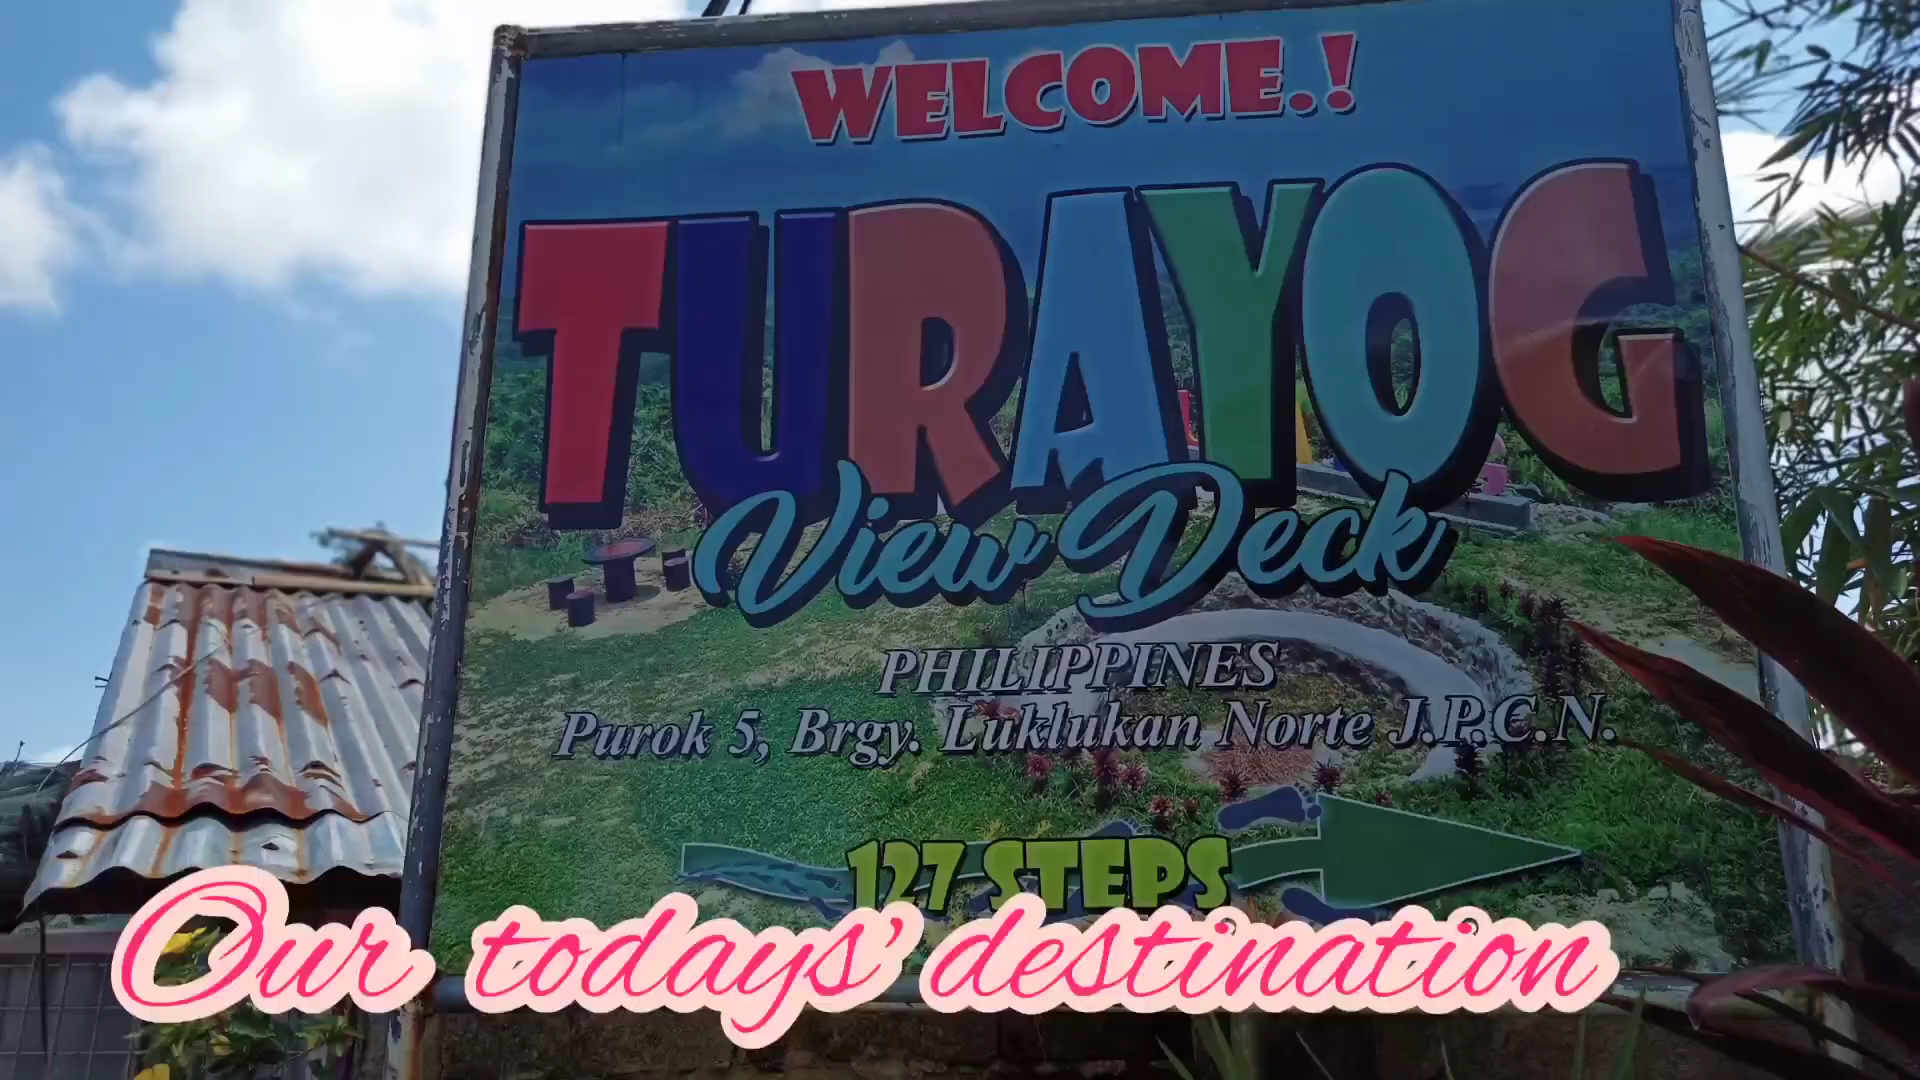 WELCOME.!
TURAYOG
View Deck
PHILIPPINES
Purok 5, Brgy. Luklukan Norte J.P.C.N.
127 STEPS
Our todays' destination